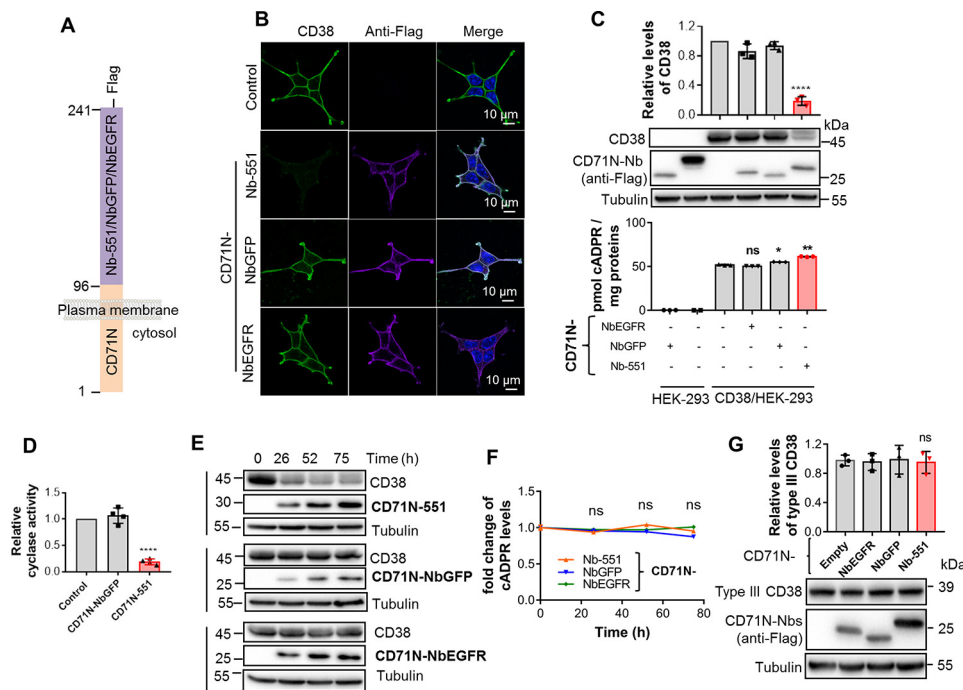 A
241
Flag
Nb-551/NbGFP/NbEGFR
96
Plasma membrane
cytosol
CD71N
1
B
CD38 Anti-Flag Merge
Control
10 µm
Nb-551
10 µm
CD71N-
NbGFP
10 µm
NbEGFR
10 µm
C
Relative levels
of CD38
1.2
0.8
0.4
0.0
****
kDa
CD38
45
CD71N-Nb
(anti-Flag)
25
Tubulin
55
pmol cADPR /
mg proteins
100
50
0
ns * **
CD71N-
NbEGFR - - - + - -
NbGFP + - - - + -
Nb-551 - - - - - +
HEK-293 CD38/HEK-293
D
Relative
cyclase activity
1.5
1.0
0.5
0.0
****
Control
CD71N-NbGFP
CD71N-551
E
0 26 52 75 Time (h)
45 CD38
30 CD71N-551
55 Tubulin
45 CD38
25 CD71N-NbGFP
55 Tubulin
45 CD38
25 CD71N-NbEGFR
55 Tubulin
F
fold change of
cADPR levels
1.5
1.0
0.5
0.0
ns ns ns
Nb-551
NbGFP
NbEGFR
CD71N-
0 20 40 60 80
Time (h)
G
Relative levels
of type III CD38
1.2
0.8
0.4
0.0
ns
CD71N-
Empty
NbEGFR
NbGFP
Nb-551
kDa
Type III CD38
39
CD71N-Nbs
(anti-Flag)
25
Tubulin
55